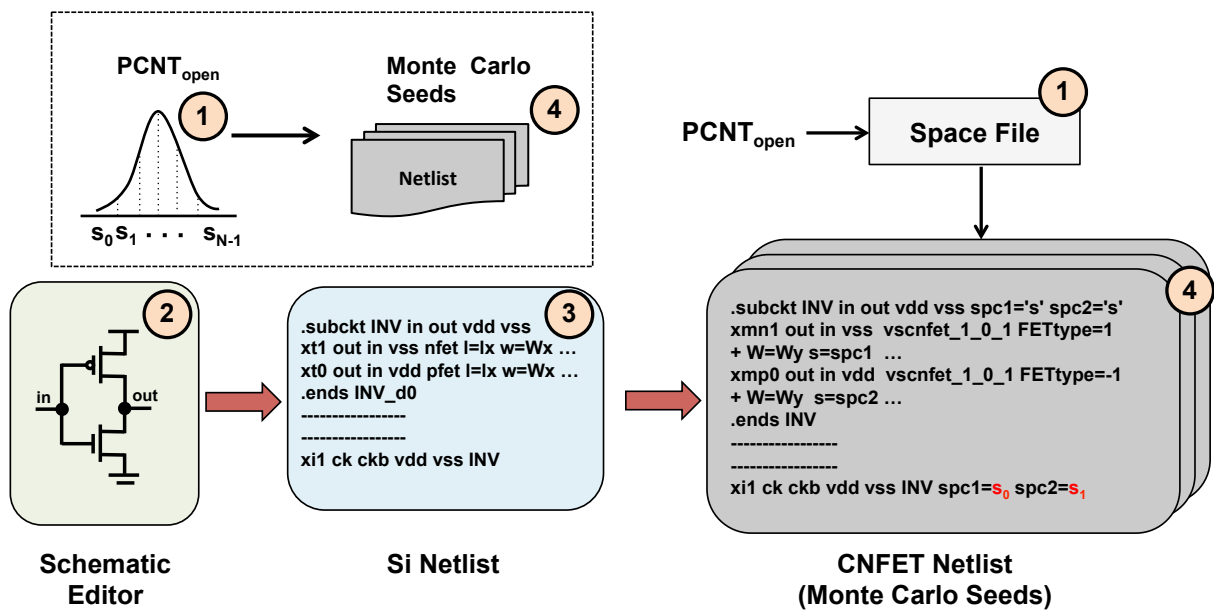 PCNTopen
1
Monte Carlo
Seeds
4
Netlist
s0 s1 . . . sN-1
1
PCNTopen
Space File
2
in
out
Schematic
Editor
3
.subckt INV in out vdd vss
xt1 out in vss nfet l=lx w=Wx …
xt0 out in vdd pfet l=lx w=Wx …
.ends INV_d0
-----------------
-----------------
xi1 ck ckb vdd vss INV
Si Netlist
4
.subckt INV in out vdd vss spc1='s' spc2='s'
xmn1 out in vss vscnfet_1_0_1 FETtype=1
+ W=Wy s=spc1 …
xmp0 out in vdd vscnfet_1_0_1 FETtype=-1
+ W=Wy s=spc2 …
.ends INV
-----------------
-----------------
xi1 ck ckb vdd vss INV spc1=s0 spc2=s1
CNFET Netlist
(Monte Carlo Seeds)